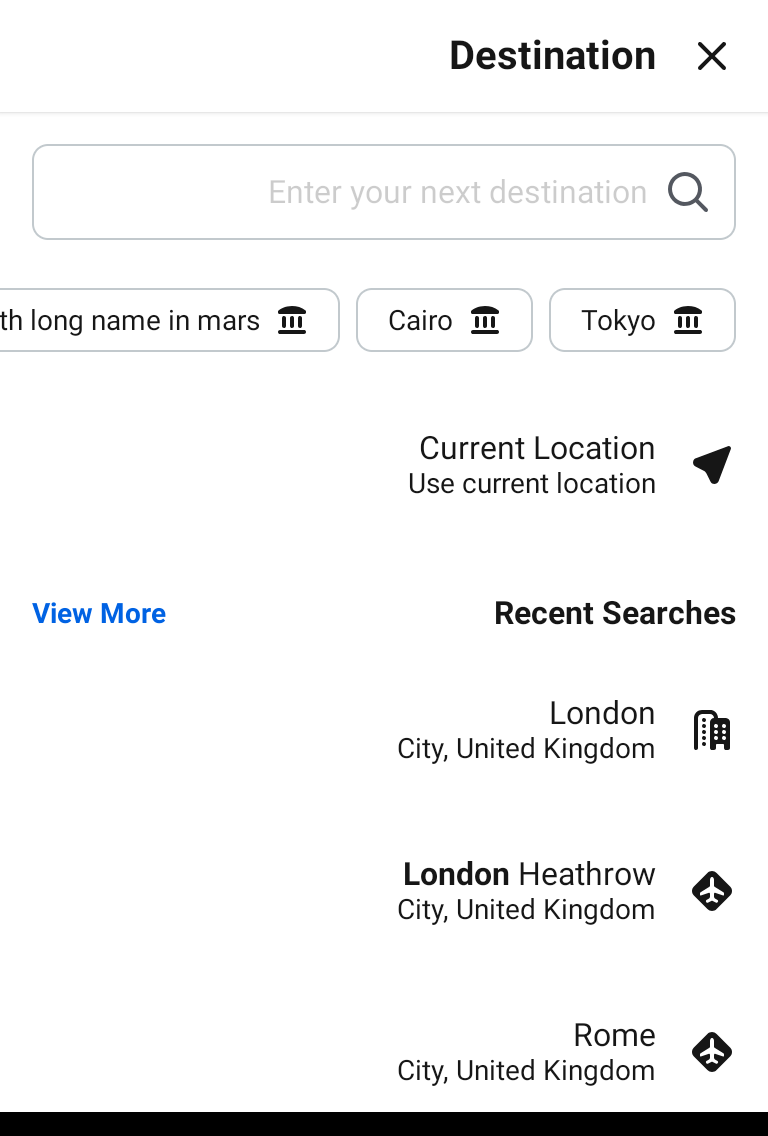 Destination
Enter your next destination
Tokyo
Cairo
th long name in mars
Current Location
Use current location
Recent Searches
View More
London
City, United Kingdom
London Heathrow
City, United Kingdom
Rome
City, United Kingdom